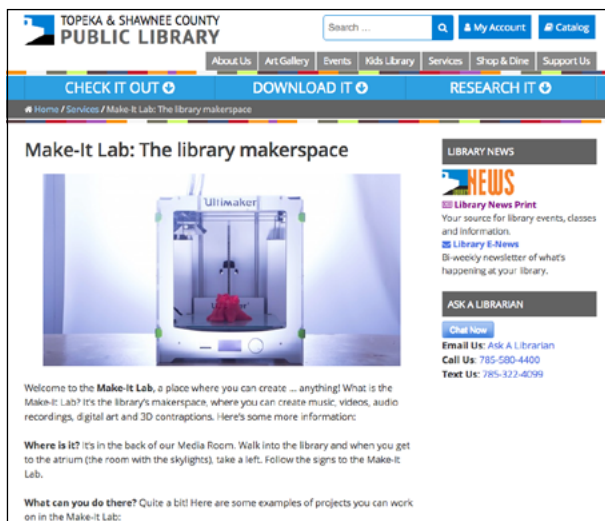 TOPEKA & SHAWNEE COUNTY
PUBLIC LIBRARY
Search ...
My Account
Catalog
About Us
Art Gallery
Events
Kids Library
Services
Shop & Dine
Support Us
CHECK IT OUT
DOWNLOAD IT
RESEARCH IT
Home / Services / Make-It Lab: The library makerspace
Make-It Lab: The library makerspace
Ultimaker
Welcome to the Make-It Lab, a place where you can create ... anything! What is the
Make-It Lab? It's the library's makerspace, where you can create music, videos, audio
recordings, digital art and 3D contraptions. Here's some more information:
Where is it? It's in the back of our Media Room. Walk into the library and when you get
to the atrium (the room with the skylights), take a left. Follow the signs to the Make-It
Lab.
What can you do there? Quite a bit! Here are some examples of projects you can work
on in the Make-It Lab:
LIBRARY NEWS
NEWS
Library News Print
Your source for library events, classes
and information.
Library E-News
Bi-weekly newsletter of what's
happening at your library.
ASK A LIBRARIAN
Chat Now
Email Us: Ask A Librarian
Call Us: 785-580-4400
Text Us: 785-322-4099